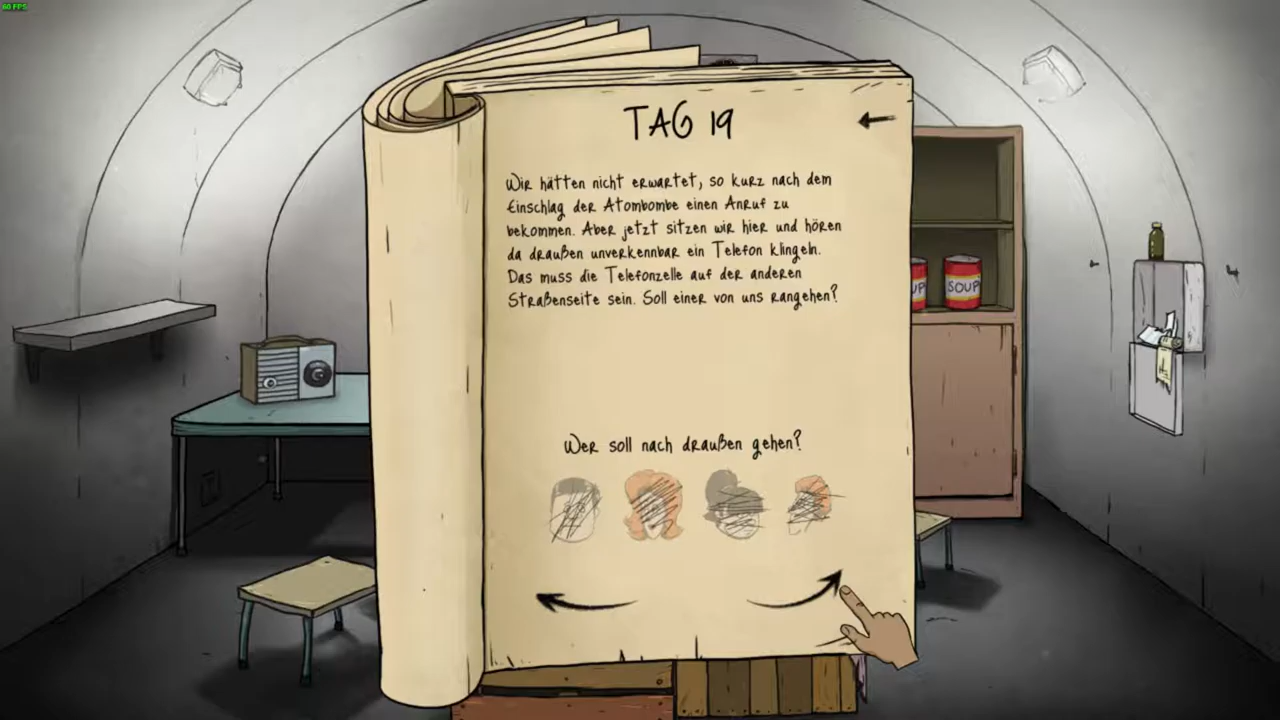 60 FPS
TAG 19
Wir hätten nicht erwartet, so kurz nach dem
Einschlag der Atombombe einen Anruf zu
bekommen. Aber jetzt sitzen wir hier und hören
da draußen unverkennbar ein Telefon klingeln.
Das muss die Telefonzelle auf der anderen
Straßenseite sein. Soll einer von uns rangehen?
UP
SOUP
Wer soll nach draußen gehen?